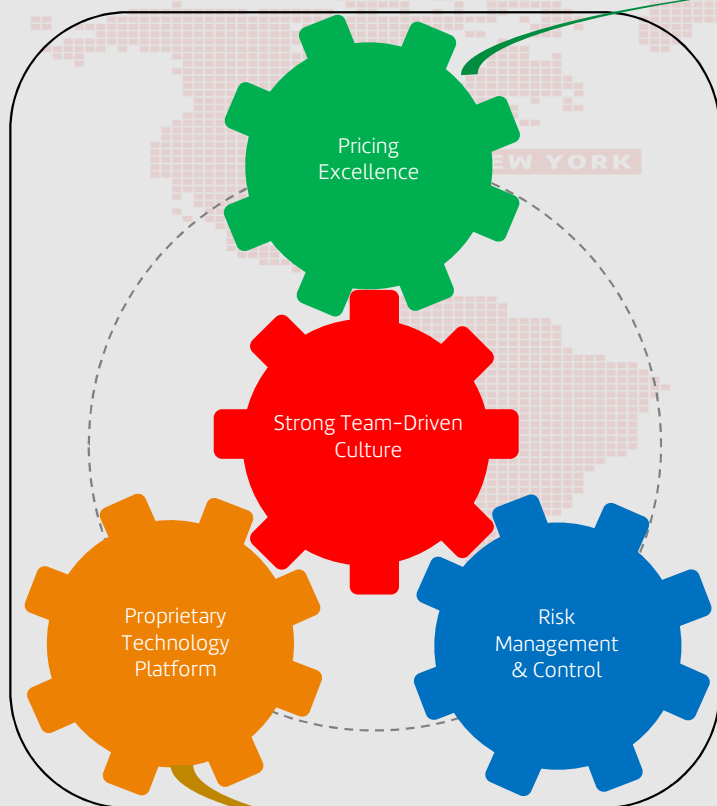 Pricing
Excellence
EW YORK
Strong Team-Driven
Culture
Proprietary
Technology
Platform
Risk
Management
& Control